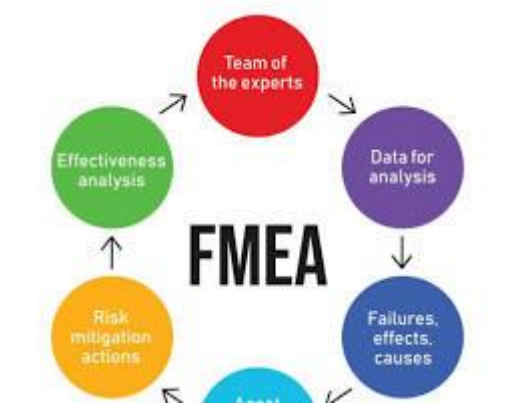 Team of
the experts
Data for
analysis
Failures,
effects,
causes
Risk
mitigation
actions
Effectiveness
analysis
FMEA